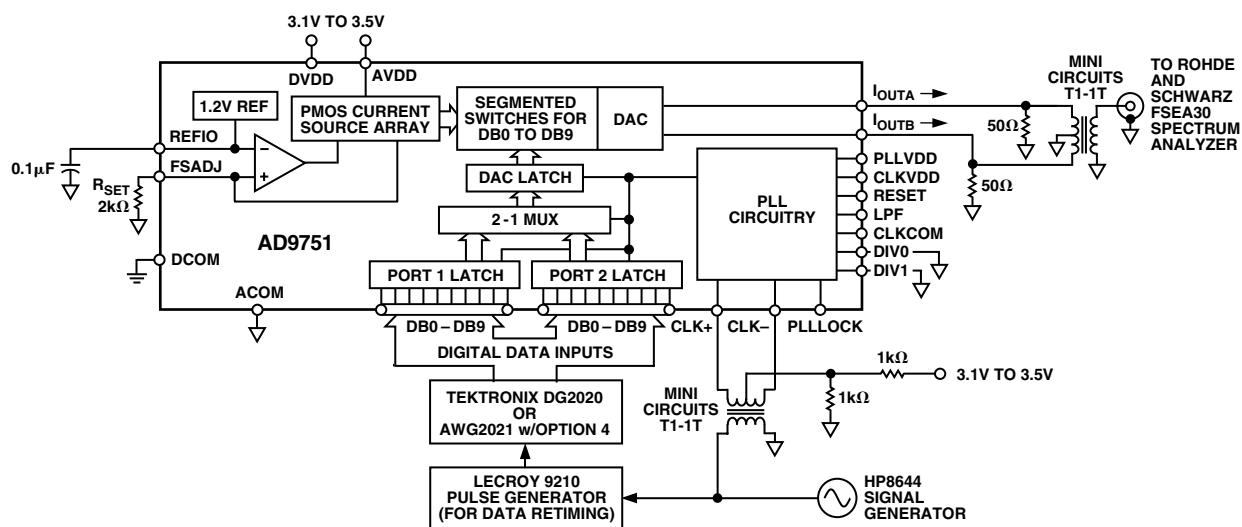 3.1V TO 3.5V
DVDD
AVDD
1.2V REF
PMOS CURRENT
SOURCE ARRAY
SEGMENTED
SWITCHES FOR
DB0 TO DB9
DAC
IOUTA
IOUTB
MINI
CIRCUITS
T1-1T
TO ROHDE
AND
SCHWARZ
FSEA30
SPECTRUM
ANALYZER
50Ω
50Ω
REFIO
FSADJ
0.1μF
RSET
2kΩ
–
+
DAC LATCH
2-1 MUX
PLL
CIRCUITRY
PLLVDD
CLKVDD
RESET
LPF
CLKCOM
DIV0
DIV1
AD9751
DCOM
ACOM
PORT 1 LATCH
PORT 2 LATCH
DB0 – DB9
DB0 – DB9
CLK+
CLK–
PLLLOCK
DIGITAL DATA INPUTS
TEKTRONIX DG2020
OR
AWG2021 w/OPTION 4
MINI
CIRCUITS
T1-1T
1kΩ
1kΩ
3.1V TO 3.5V
LECROY 9210
PULSE GENERATOR
(FOR DATA RETIMING)
HP8644
SIGNAL
GENERATOR